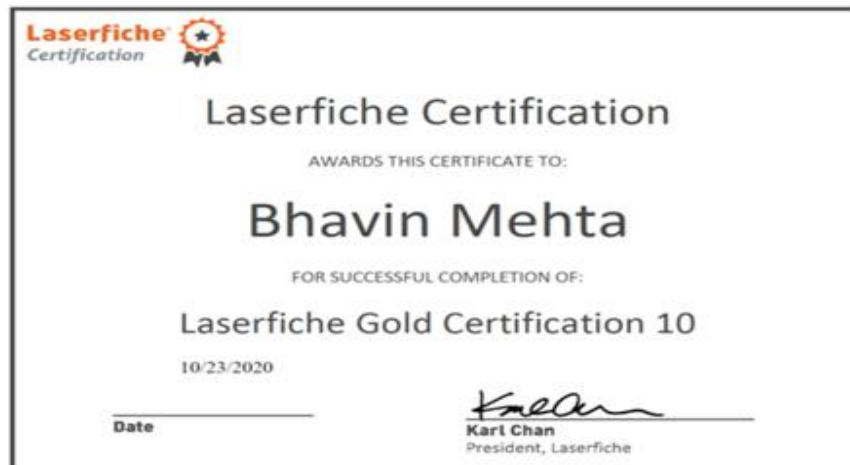 Laserfiche
Certification
Laserfiche Certification
AWARDS THIS CERTIFICATE TO:
Bhavin Mehta
FOR SUCCESSFUL COMPLETION OF:
Laserfiche Gold Certification 10
10/23/2020
Date
Karl Chan
President, Laserfiche